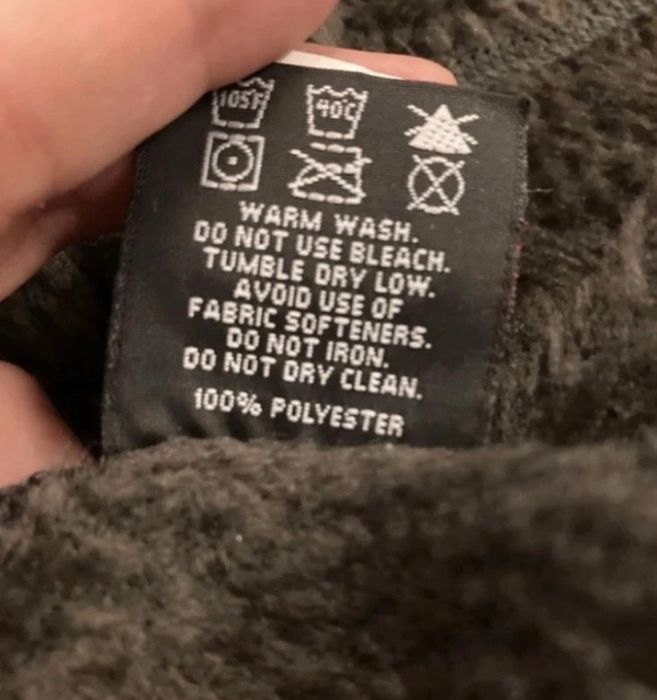 105F 40C
WARM WASH.
DO NOT USE BLEACH.
TUMBLE DRY LOW.
AVOID USE OF
FABRIC SOFTENERS.
DO NOT IRON.
DO NOT DRY CLEAN.
100% POLYESTER